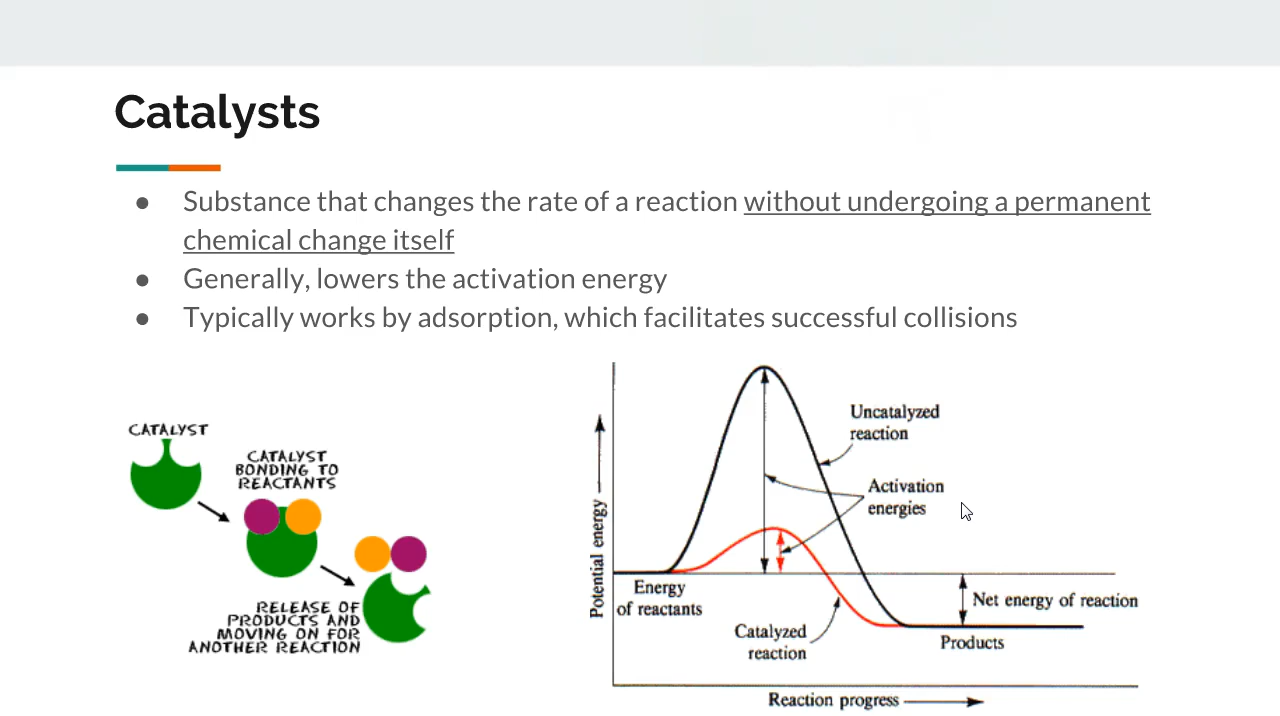 Catalysts
● Substance that changes the rate of a reaction without undergoing a permanent
chemical change itself
● Generally, lowers the activation energy
● Typically works by adsorption, which facilitates successful collisions
CATALYST
CATALYST
BONDING TO
REACTANTS
RELEASE OF
PRODUCTS AND
MOVING ON FOR
ANOTHER REACTION
Potential energy
Uncatalyzed
reaction
Activation
energies
Energy
of reactants
Net energy of reaction
Catalyzed
reaction
Products
Reaction progress